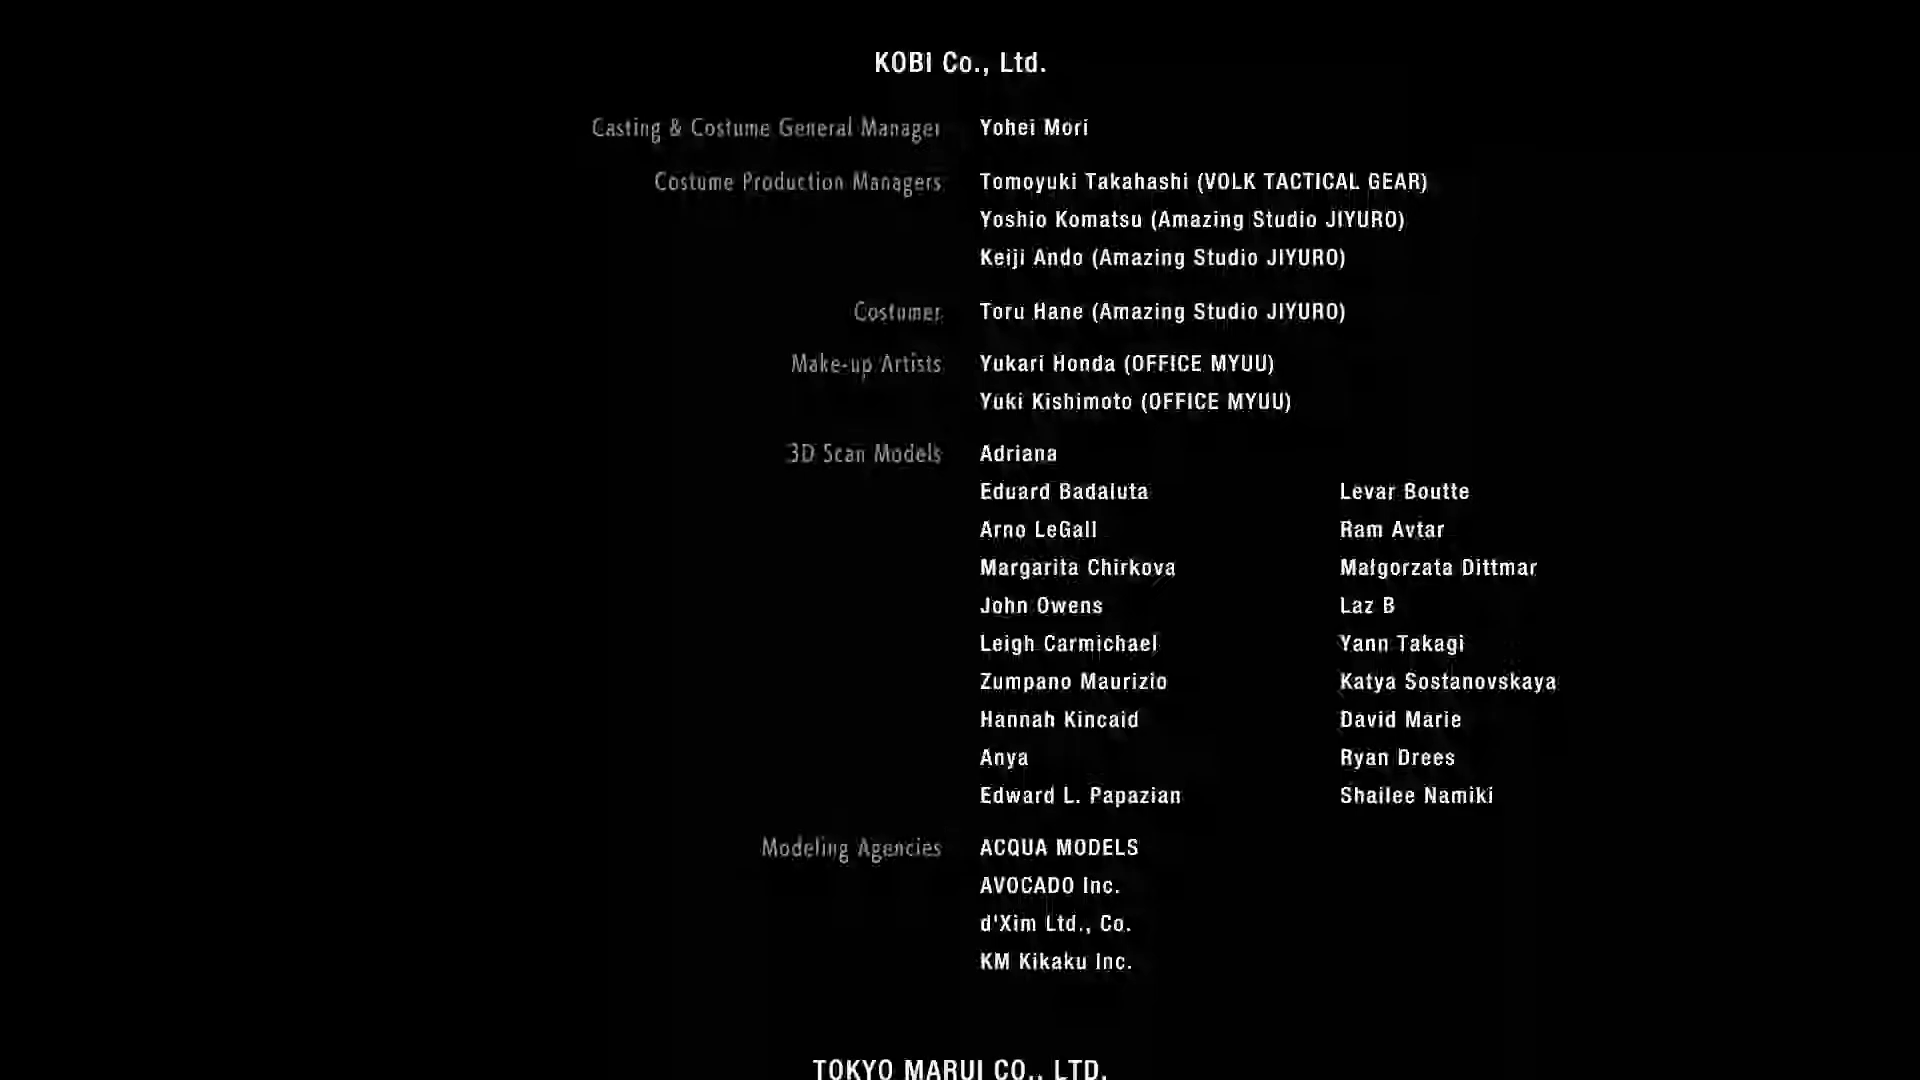 KOBI Co., Ltd.
Casting & Costume General Manager Yohei Mori
Costume Production Managers Tomoyuki Takahashi (VOLK TACTICAL GEAR)
Yoshio Komatsu (Amazing Studio JIYURO)
Keiji Ando (Amazing Studio JIYURO)
Costumer Toru Hane (Amazing Studio JIYURO)
Make-up Artists Yukari Honda (OFFICE MYUU)
Yuki Kishimoto (OFFICE MYUU)
3D Scan Models Adriana
Eduard Badaluta Levar Boutte
Arno LeGall Ram Avtar
Margarita Chirkova Małgorzata Dittmar
John Owens Laz B
Leigh Carmichael Yann Takagi
Zumpano Maurizio Katya Sostanovskaya
Hannah Kincaid David Marie
Anya Ryan Drees
Edward L. Papazian Shailee Namiki
Modeling Agencies ACQUA MODELS
AVOCADO Inc.
d'Xim Ltd., Co.
KM Kikaku Inc.
TOKYO MARUI CO., LTD.